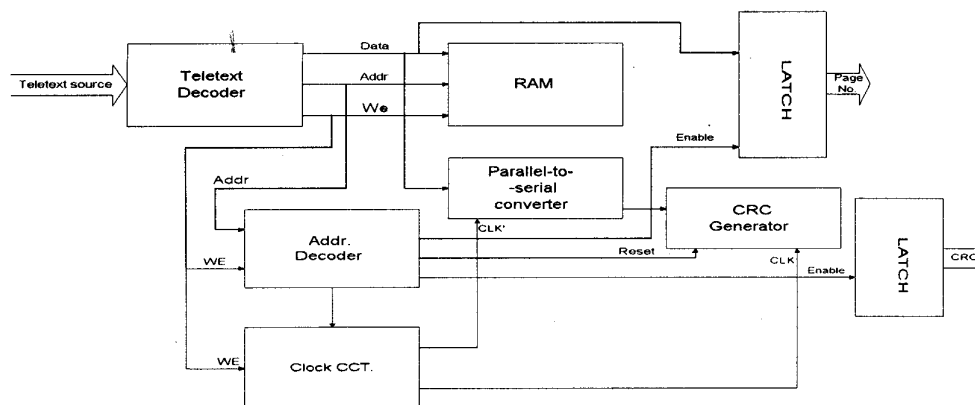 Teletext source
Teletext
Decoder
Data
Addr
We
RAM
LATCH
Page
No.
Enable
Addr
Parallel-to-
-serial
converter
CRC
Generator
Addr.
Decoder
CLK'
Reset
CLK
WE
Enable
LATCH
CRC
WE
Clock CCT.